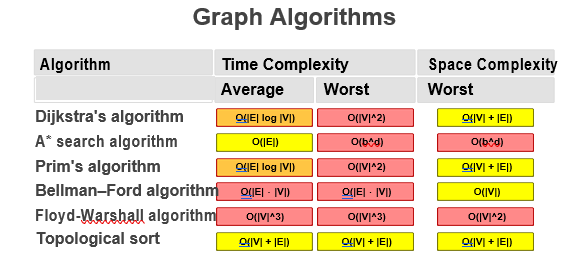 Graph Algorithms
Algorithm Time Complexity Space Complexity
Average Worst Worst
Dijkstra's algorithm O(|E| log |V|) O(|V|^2) O(|V| + |E|)
A* search algorithm O(|E|) O(b^d) O(b^d)
Prim's algorithm O(|E| log |V|) O(|V|^2) O(|V| + |E|)
Bellman–Ford algorithm O(|E| · |V|) O(|E| · |V|) O(|V|)
Floyd-Warshall algorithm O(|V|^3) O(|V|^3) O(|V|^2)
Topological sort O(|V| + |E|) O(|V| + |E|) O(|V| + |E|)